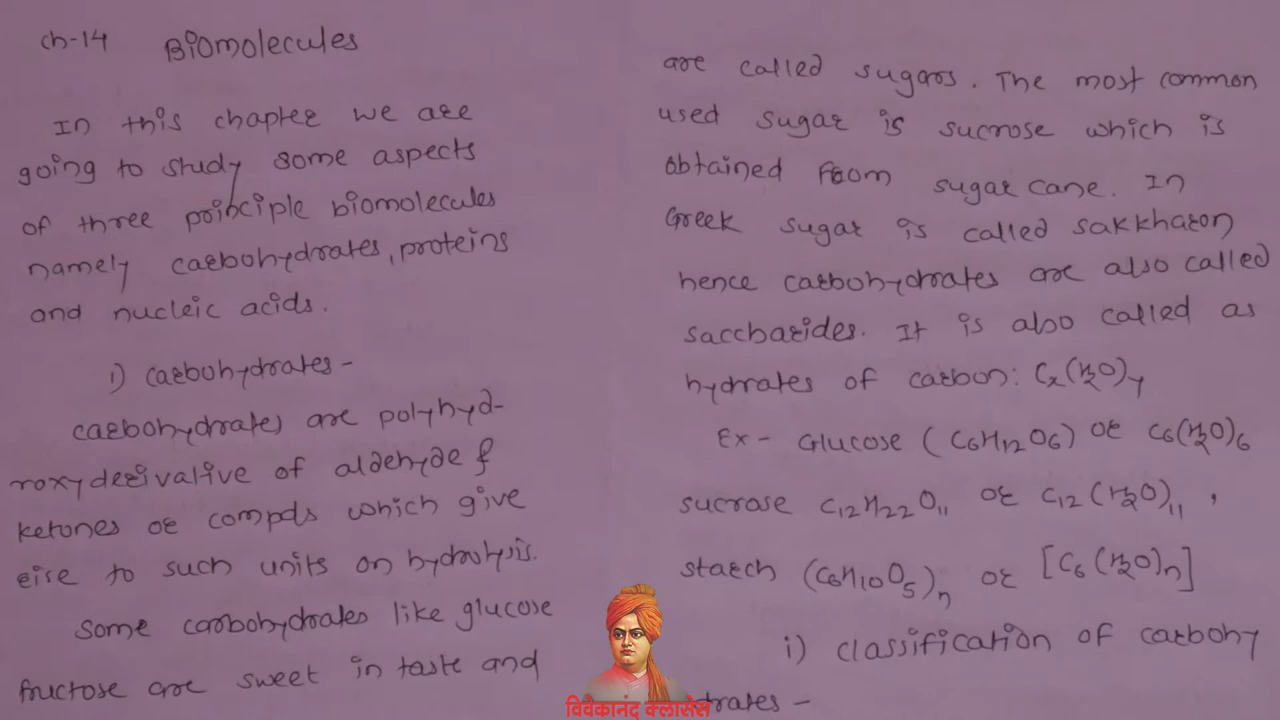 Ch-14 Biomolecules
In this chapter we are
going to study some aspects
of three principle biomolecules
namely carbohydrates, proteins
and nucleic acids.
1) Carbohydrates -
Carbohydrates are polyhyd-
roxy derivative of aldehyde &
ketones or compds which give
rise to such units on hydrolysis.
Some carbohydrates like glucose
fructose are sweet in taste and
are called sugars. The most common
used sugar is sucrose which is
obtained from sugar cane. In
Greek sugar is called sakkharon
hence carbohydrates are also called
saccharides. It is also called as
hydrates of carbon: Cx(H2O)y
Ex - Glucose (C6H12O6) or C6(H2O)6
sucrose C12H22O11 or C12(H2O)11,
starch (C6H10O5)n or [C6(H2O)n]
i) classification of carbohy
drates -
विवेकानंद क्लासेस